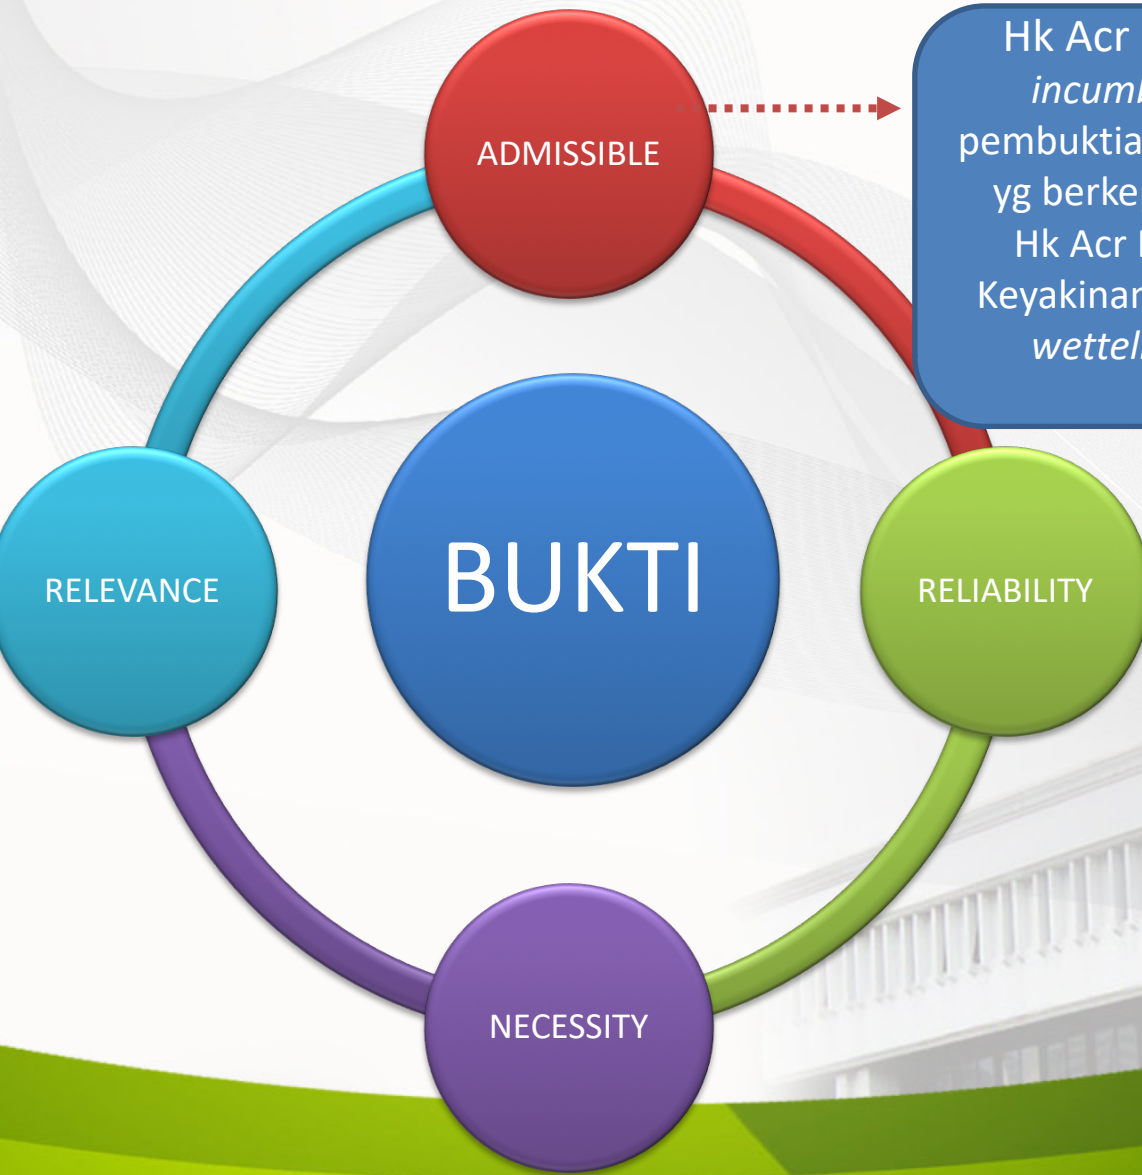 ADMISSIBLE
Hk Acr
incumb
pembuktia
yg berke
Hk Acr
Keyakinan
wettel
RELEVANCE
BUKTI
RELIABILITY
NECESSITY